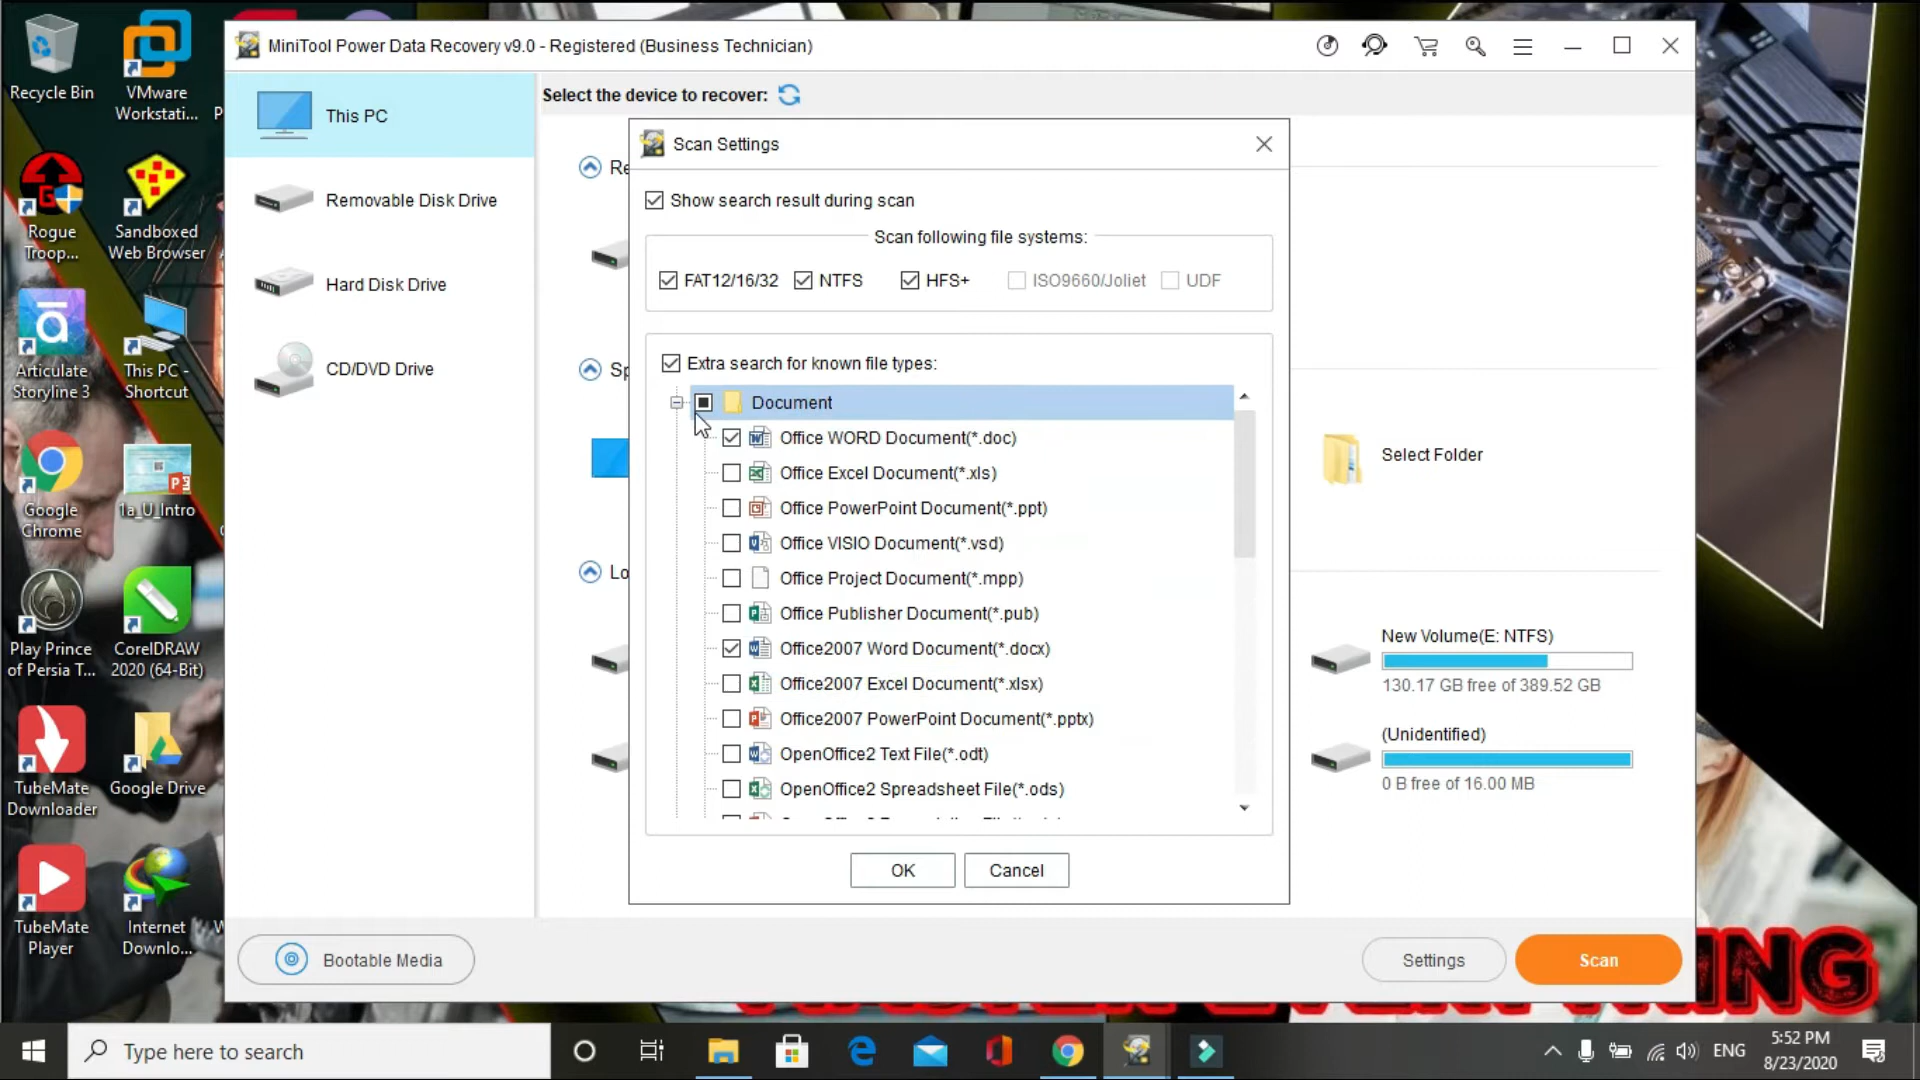 Recycle Bin
VMware
Workstati...
P
Rogue
Troop...
Sandboxed
Web Browser
Articulate
Storyline 3
This PC -
Shortcut
Google
Chrome
1a_U_Intro
Play Prince
of Persia T...
CorelDRAW
2020 (64-Bit)
TubeMate
Downloader
Google Drive
TubeMate
Player
Internet
Downlo...
MiniTool Power Data Recovery v9.0 - Registered (Business Technician)
This PC
Removable Disk Drive
Hard Disk Drive
CD/DVD Drive
Select the device to recover:
Re
Sp
Lo
Scan Settings
Show search result during scan
Scan following file systems:
FAT12/16/32 NTFS HFS+ ISO9660/Joliet UDF
Extra search for known file types:
Document
Office WORD Document(*.doc)
Office Excel Document(*.xls)
Office PowerPoint Document(*.ppt)
Office VISIO Document(*.vsd)
Office Project Document(*.mpp)
Office Publisher Document(*.pub)
Office2007 Word Document(*.docx)
Office2007 Excel Document(*.xlsx)
Office2007 PowerPoint Document(*.pptx)
OpenOffice2 Text File(*.odt)
OpenOffice2 Spreadsheet File(*.ods)
OK Cancel
Select Folder
New Volume(E: NTFS)
130.17 GB free of 389.52 GB
(Unidentified)
0 B free of 16.00 MB
Bootable Media
Settings
Scan
Type here to search
ENG
5:52 PM
8/23/2020